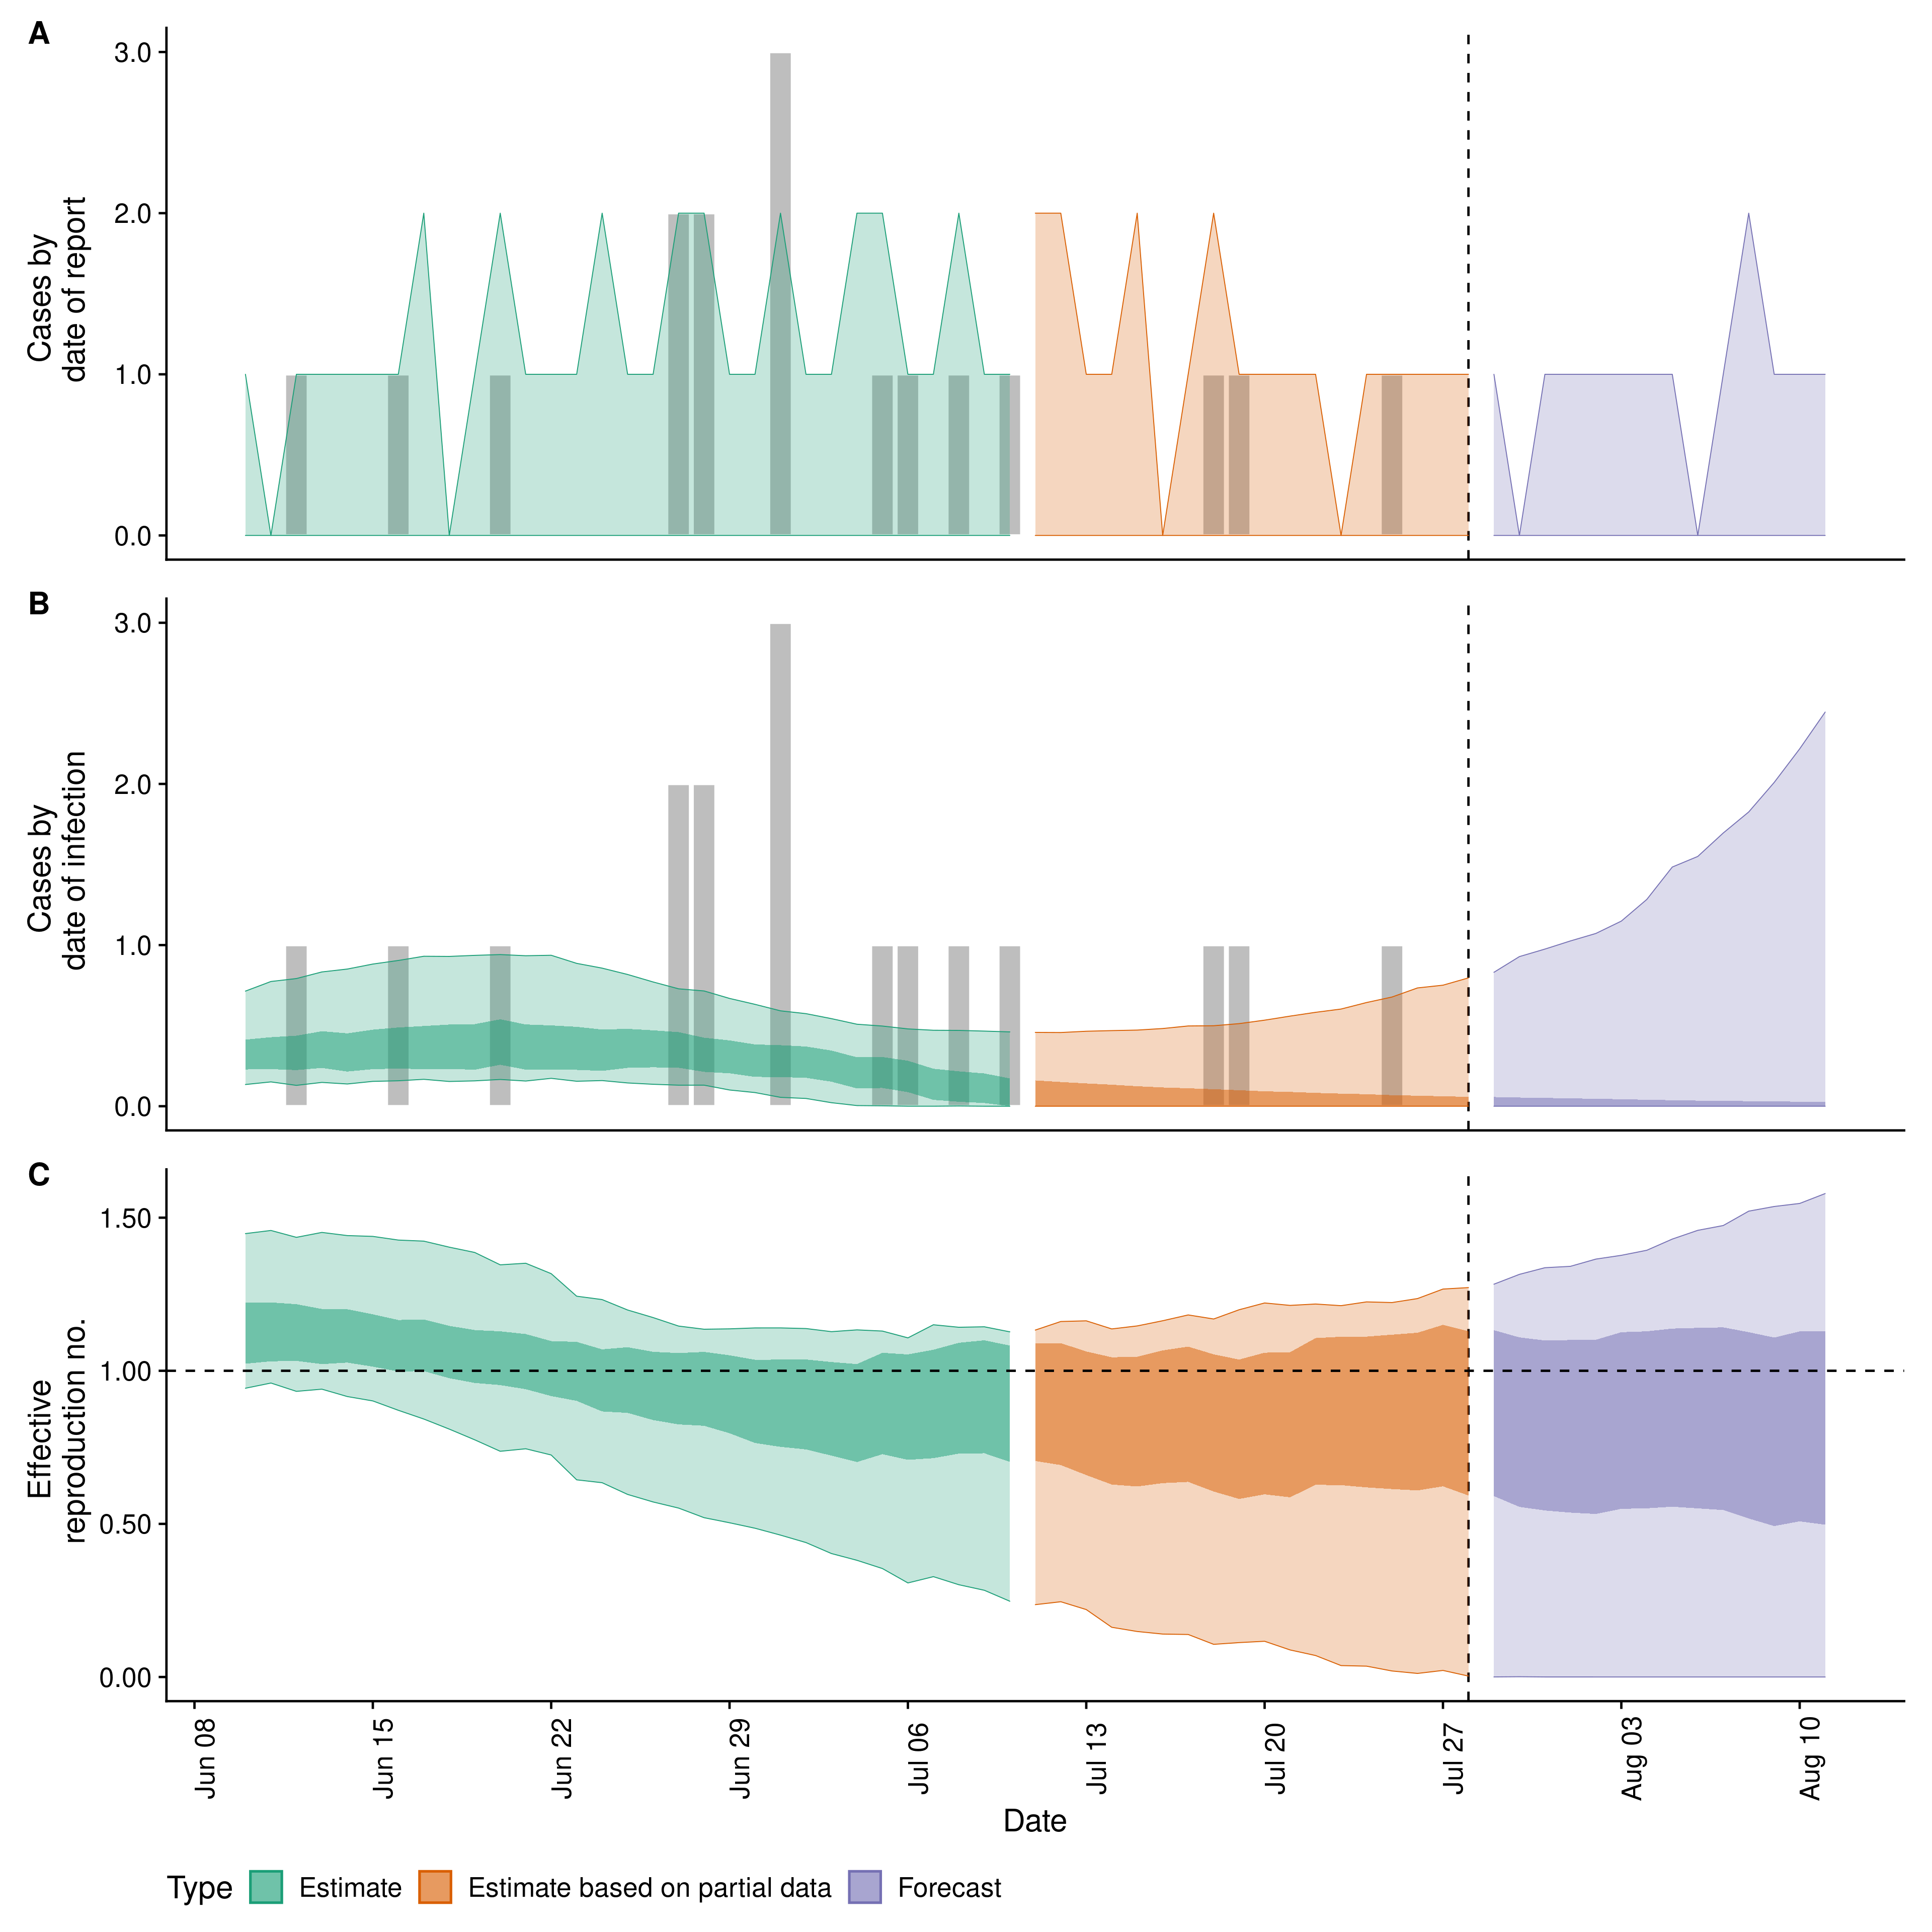 A
3.0
2.0
1.0
0.0
Cases by
date of report
B
3.0
2.0
1.0
0.0
Cases by
date of infection
C
1.50
1.00
0.50
0.00
Effective
reproduction no.
Jun 08
Jun 15
Jun 22
Jun 29
Jul 06
Jul 13
Jul 20
Jul 27
Aug 03
Aug 10
Date
Type Estimate Estimate based on partial data Forecast